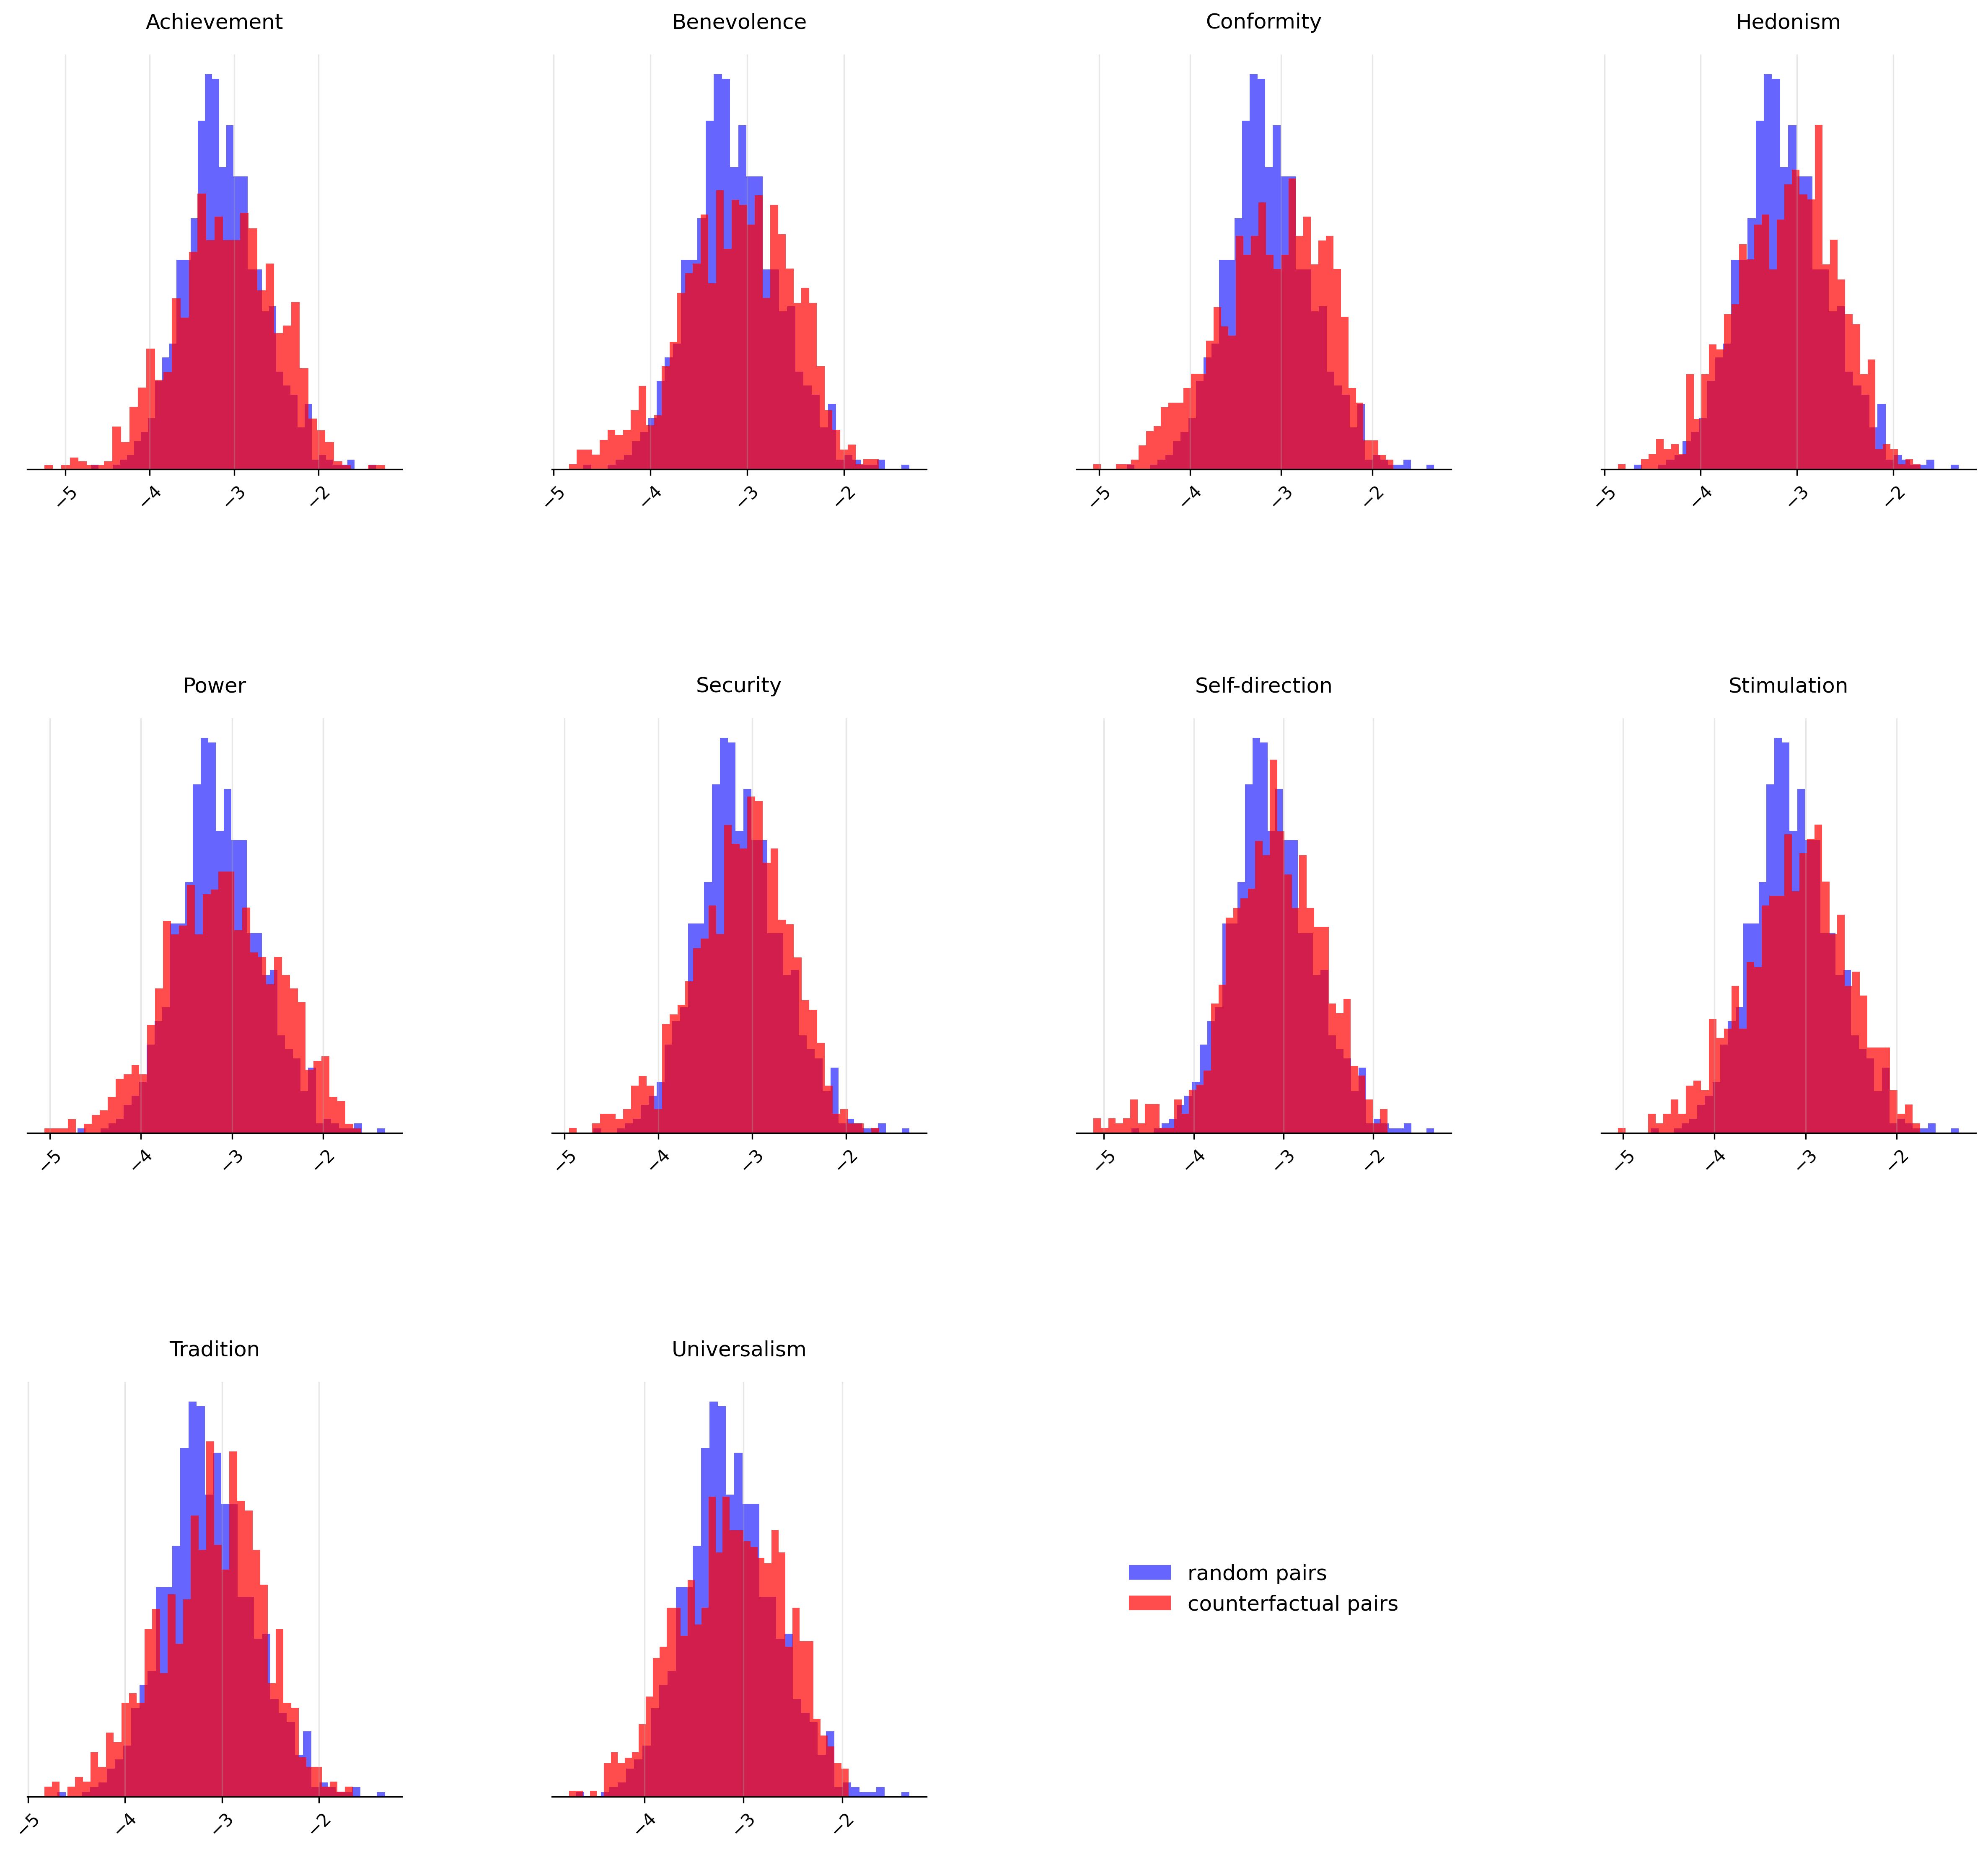 Achievement Benevolence Conformity Hedonism
−5 −4 −3 −2 −5 −4 −3 −2 −5 −4 −3 −2 −5 −4 −3 −2
Power Security Self-direction Stimulation
−5 −4 −3 −2 −5 −4 −3 −2 −5 −4 −3 −2 −5 −4 −3 −2
Tradition Universalism
random pairs
counterfactual pairs
−5 −4 −3 −2 −4 −3 −2